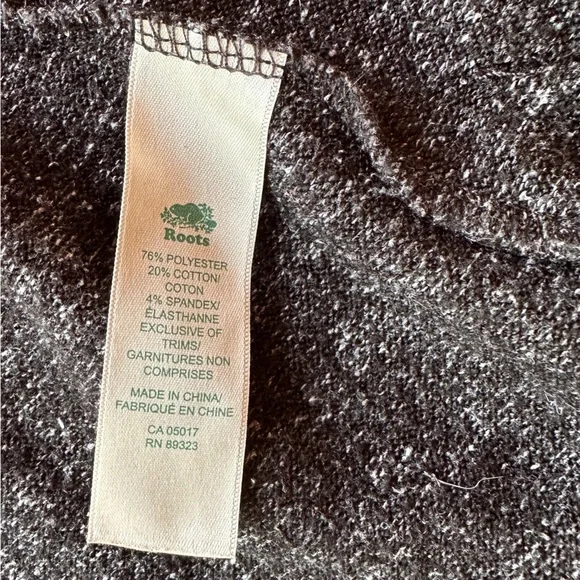 Roots
76% POLYESTER
20% COTTON/
COTON
4% SPANDEX/
ÉLASTHANNE
EXCLUSIVE OF
TRIMS/
GARNITURES NON
COMPRISES
MADE IN CHINA/
FABRIQUÉ EN CHINE
CA 05017
RN 89323